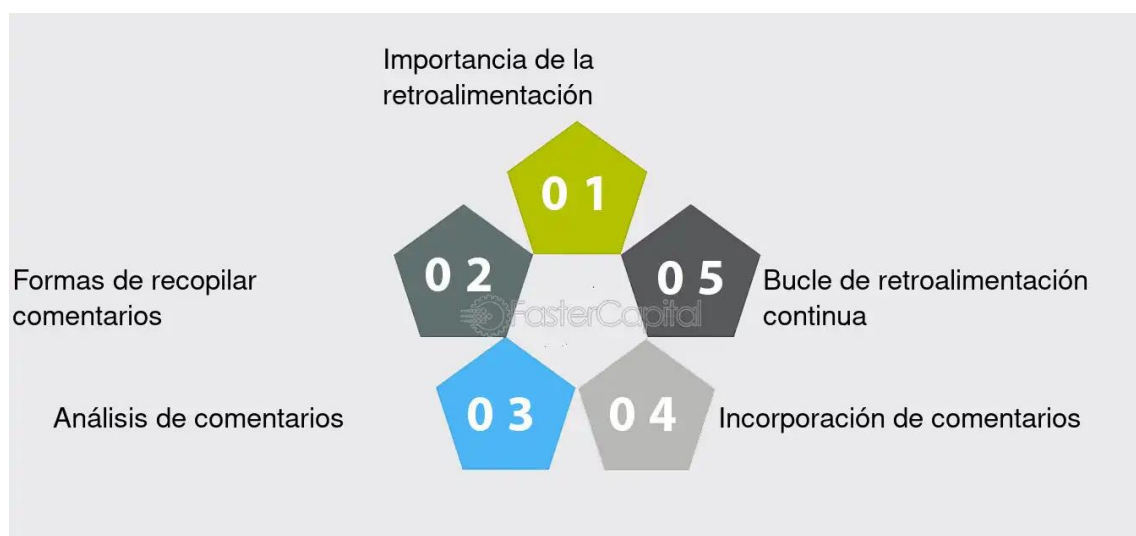 Importancia de la
retroalimentación
0 1
0 2
0 5
Formas de recopilar
comentarios
Bucle de retroalimentación
continua
FasterCapital
0 3
0 4
Análisis de comentarios
Incorporación de comentarios